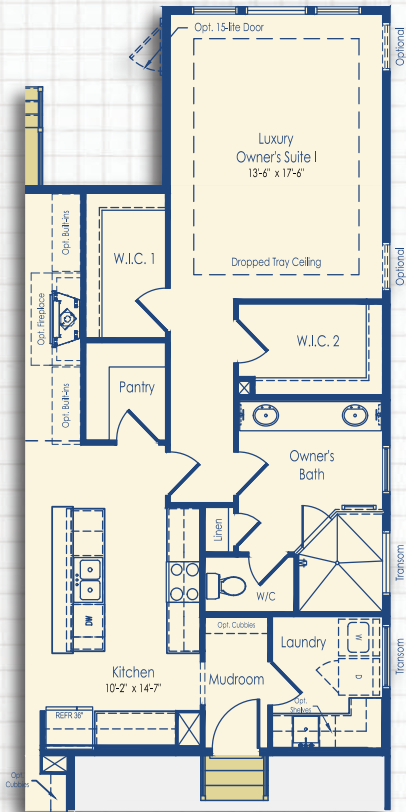 Opt. 15-lite Door
Optional
Luxury
Owner's Suite I
13'-6" x 17'-6"
Dropped Tray Ceiling
Optional
Opt. Built-ins
W.I.C. 1
Opt. Fireplace
W.I.C. 2
Pantry
Opt. Built-ins
Owner's
Bath
Linen
Transom
W/C
DW
Opt. Cubbies
Laundry
W
Transom
D
Kitchen
10'-2" x 14'-7"
Mudroom
Opt.
Shelves
REFR 36"
Opt.
Cubbies